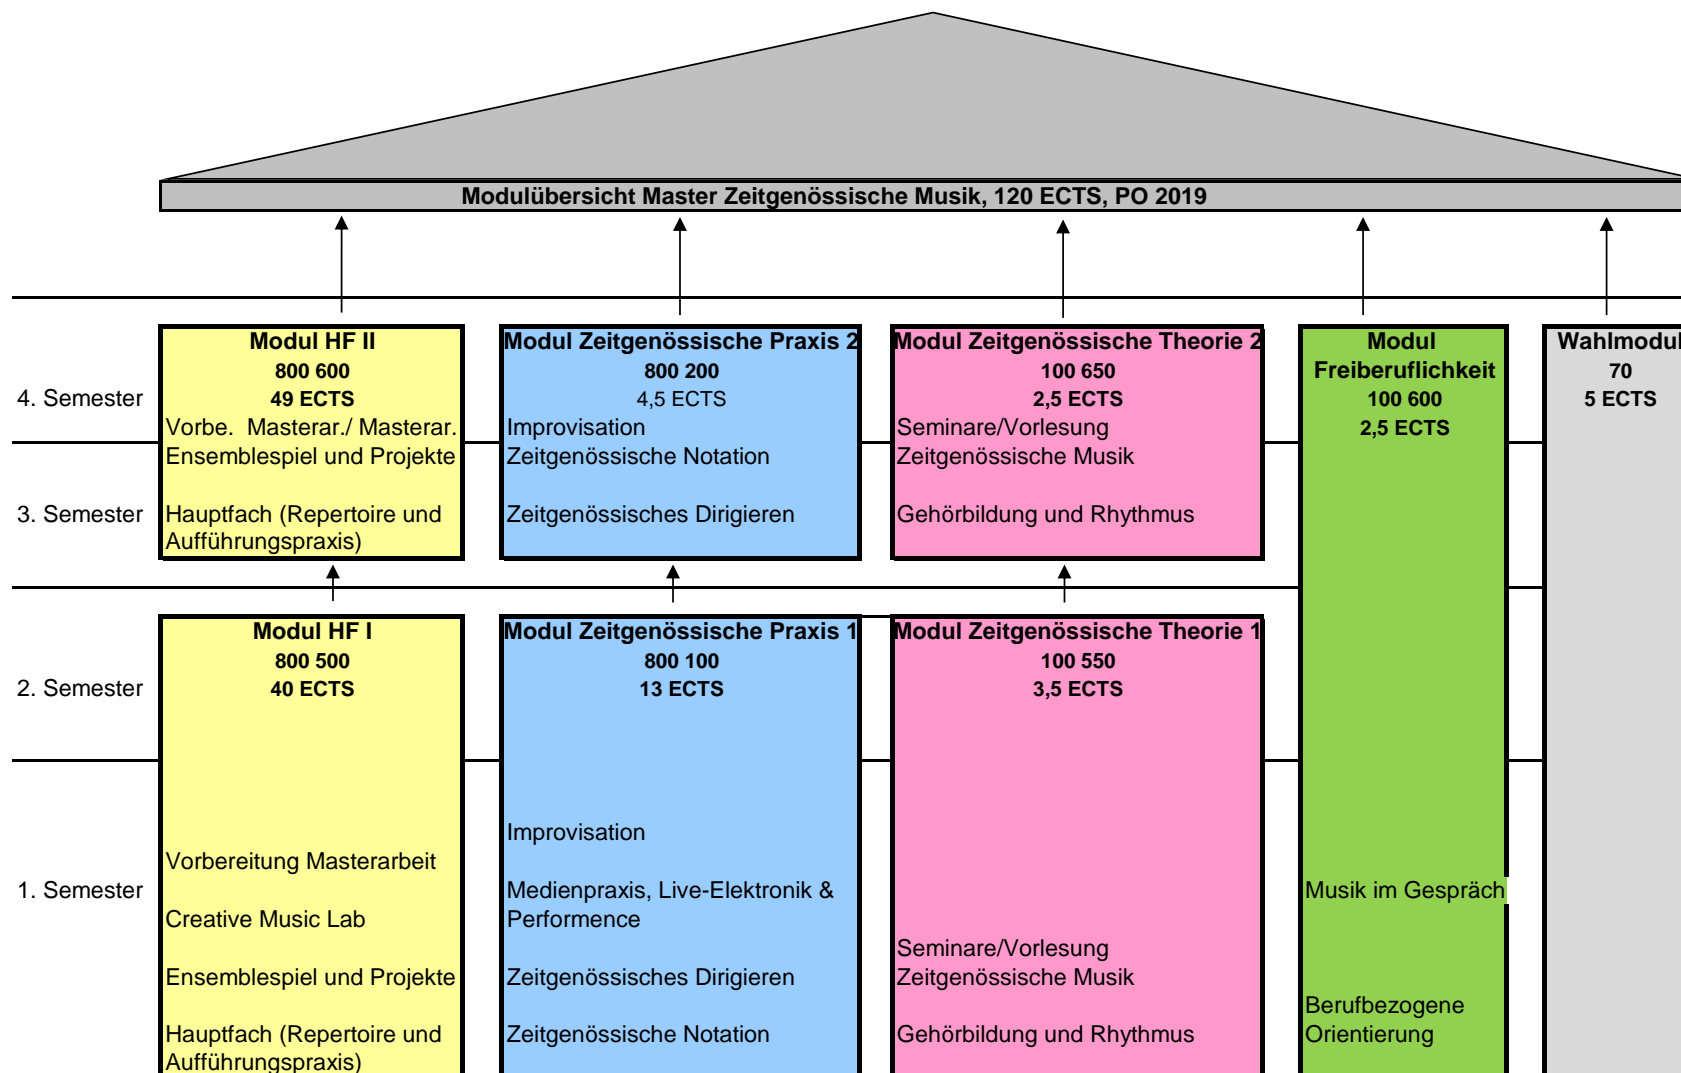 Modulübersicht Master Zeitgenössische Musik, 120 ECTS, PO 2019
4. Semester
3. Semester
Modul HF II
800 600
49 ECTS
Vorbe.  Masterar./ Masterar.
Ensemblespiel und Projekte
Hauptfach (Repertoire und
Aufführungspraxis)
Modul Zeitgenössische Praxis 2
800 200
4,5 ECTS
Improvisation
Zeitgenössische Notation
Zeitgenössisches Dirigieren
Modul Zeitgenössische Theorie 2
100 650
2,5 ECTS
Seminare/Vorlesung
Zeitgenössische Musik
Gehörbildung und Rhythmus
Modul
Freiberuflichkeit
100 600
2,5 ECTS
Musik im Gespräch
Berufbezogene
Orientierung
Wahlmodul
70
5 ECTS
2. Semester
1. Semester
Modul HF I
800 500
40 ECTS
Vorbereitung Masterarbeit
Creative Music Lab
Ensemblespiel und Projekte
Hauptfach (Repertoire und
Aufführungspraxis)
Modul Zeitgenössische Praxis 1
800 100
13 ECTS
Improvisation
Medienpraxis, Live-Elektronik &
Performence
Zeitgenössisches Dirigieren
Zeitgenössische Notation
Modul Zeitgenössische Theorie 1
100 550
3,5 ECTS
Seminare/Vorlesung
Zeitgenössische Musik
Gehörbildung und Rhythmus